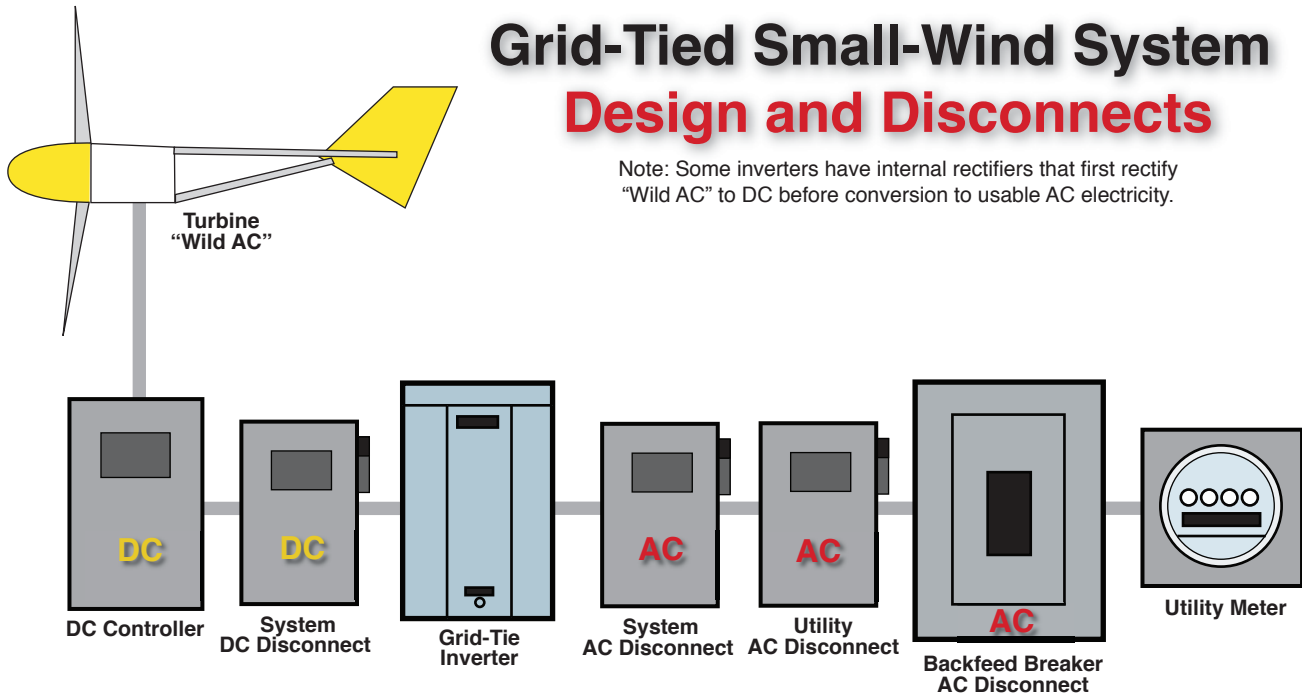 Grid-Tied Small-Wind System
Design and Disconnects
Note: Some inverters have internal rectifiers that first rectify
“Wild AC” to DC before conversion to usable AC electricity.
Turbine
“Wild AC”
DC
DC
AC
AC
AC
DC Controller
System
DC Disconnect
Grid-Tie
Inverter
System
AC Disconnect
Utility
AC Disconnect
Backfeed Breaker
AC Disconnect
Utility Meter